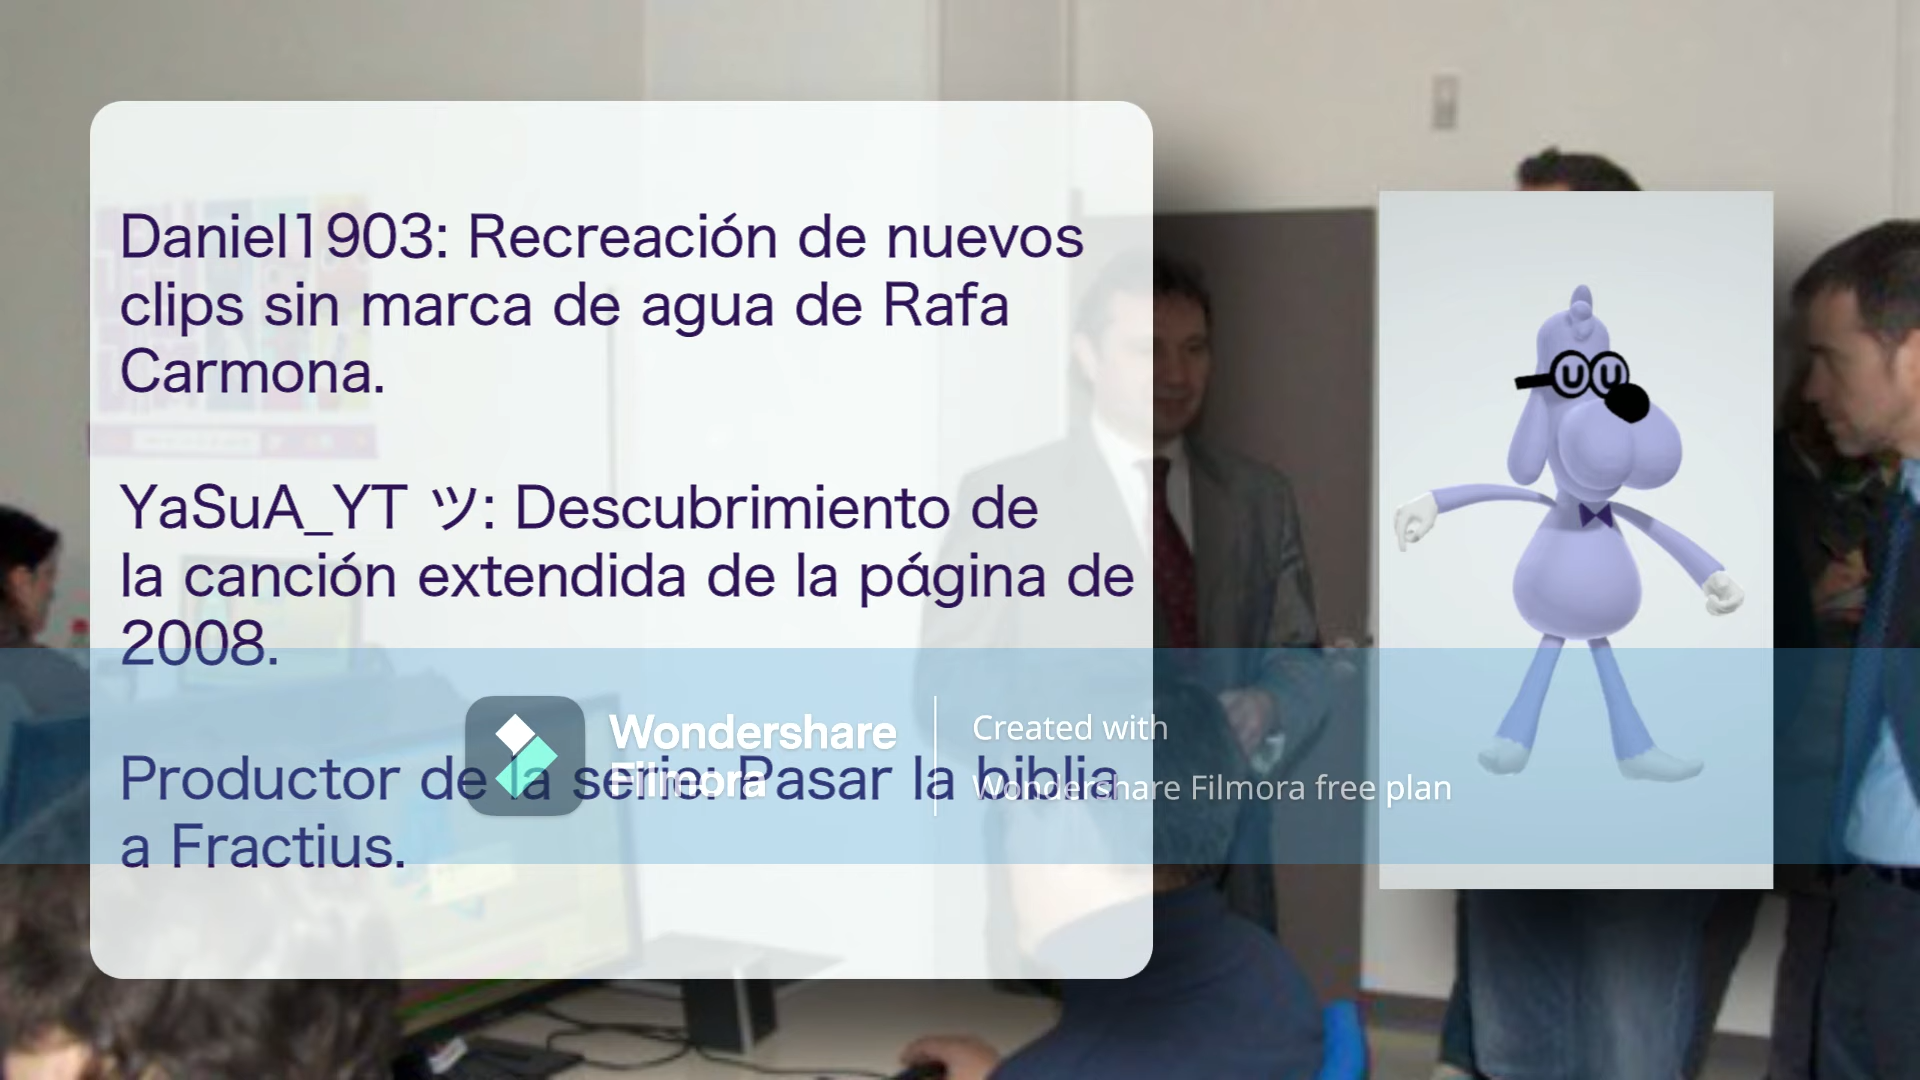 Daniel1903: Recreación de nuevos
clips sin marca de agua de Rafa
Carmona.
YaSuA_YT ツ: Descubrimiento de
la canción extendida de la página de
2008.
Productor de la serie: Pasar la biblia
a Fractius.
Wondershare
Filmora
Created with
Wondershare Filmora free plan